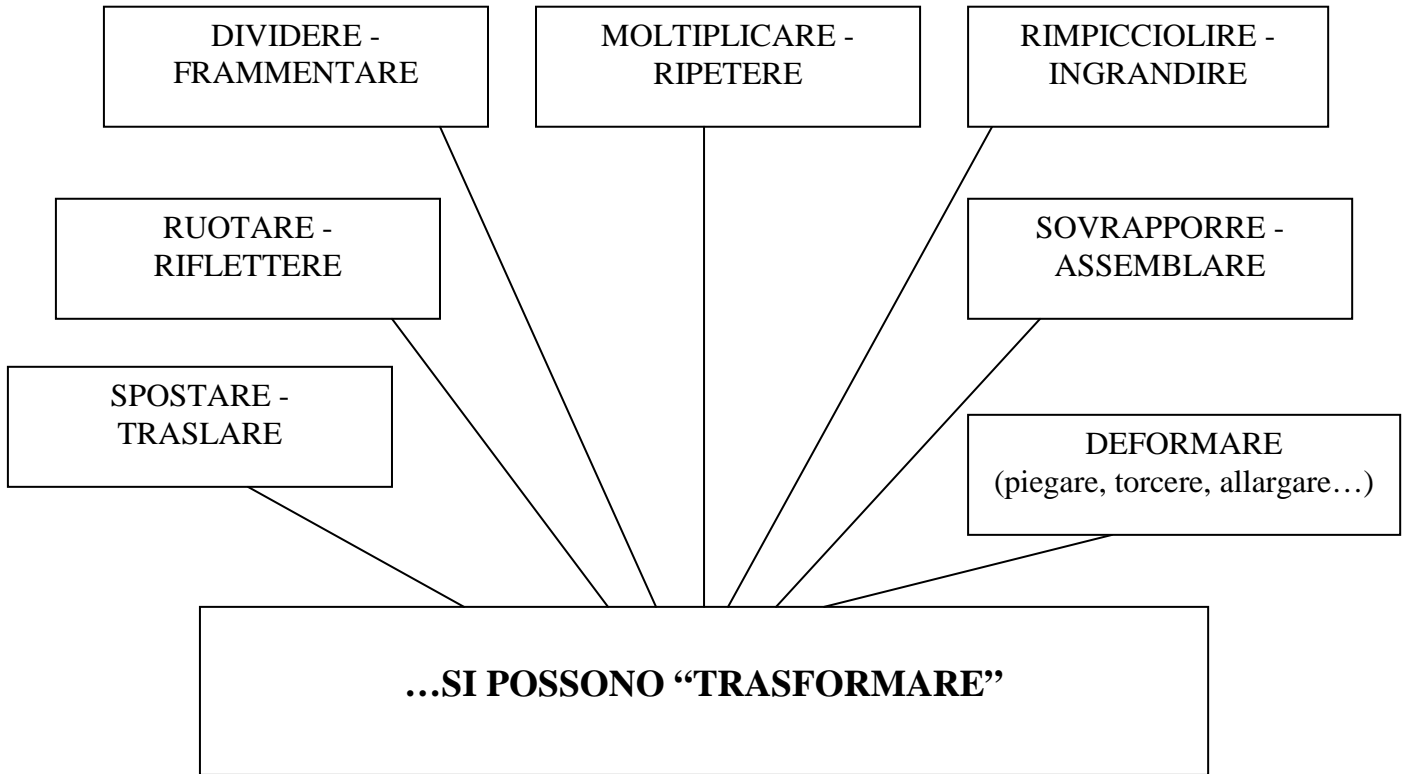 DIVIDERE -
FRAMMENTARE
MOLTIPLICARE -
RIPETERE
RIMPICCIOLIRE -
INGRANDIRE
RUOTARE -
RIFLETTERE
SOVRAPPORRE -
ASSEMBLARE
SPOSTARE -
TRASLARE
DEFORMARE
(piegare, torcere, allargare…)
…SI POSSONO “TRASFORMARE”